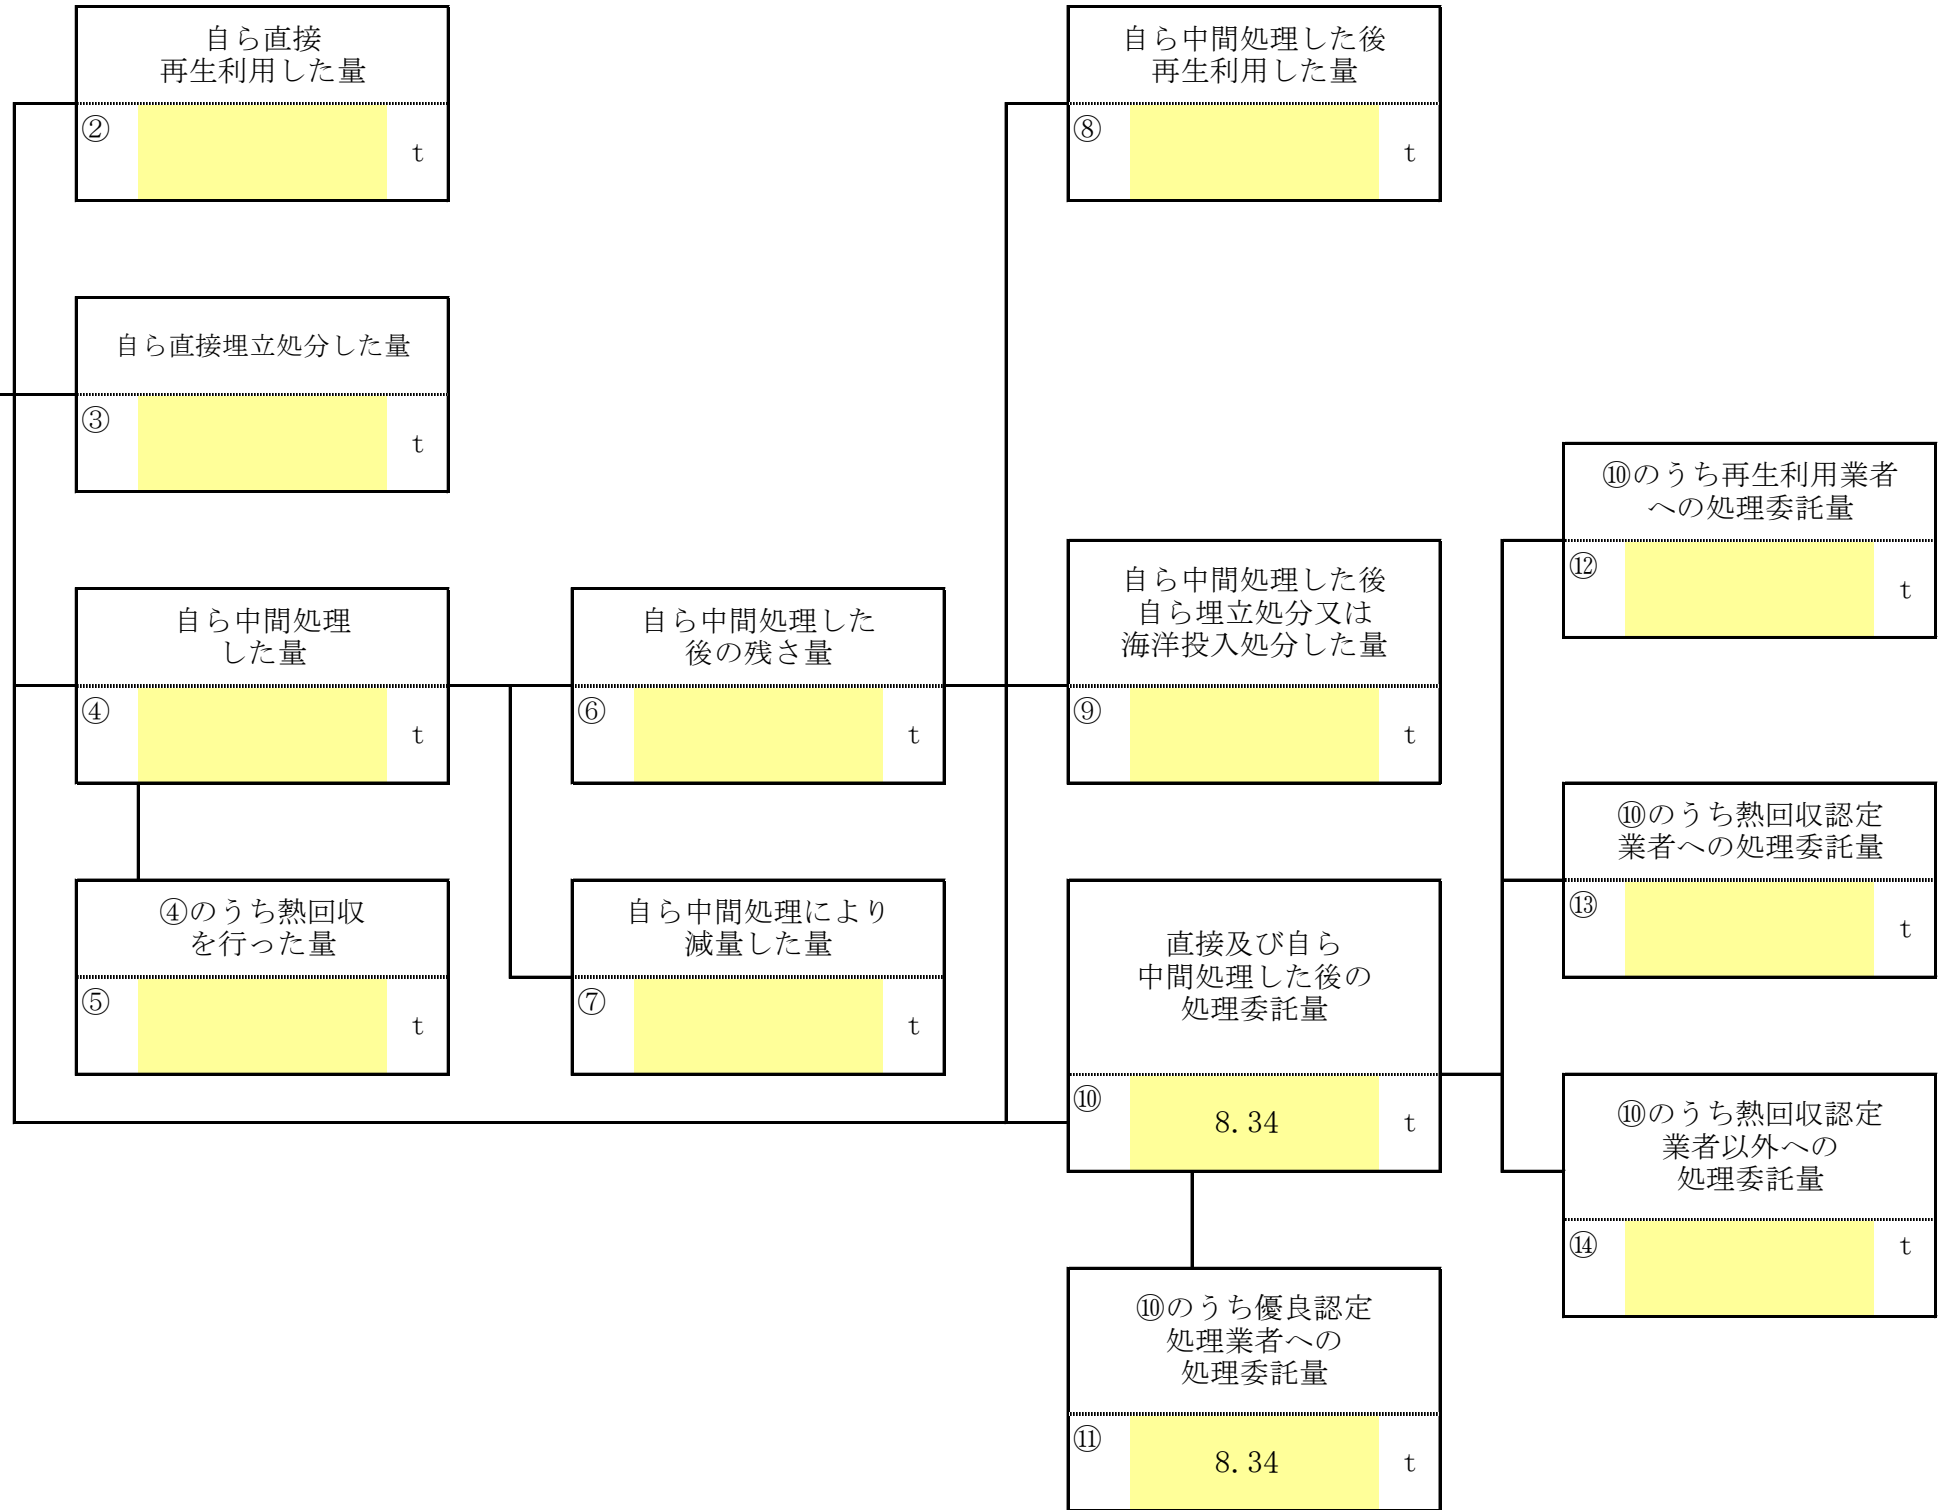 自ら直接
再生利用した量
②
t
自ら中間処理した後
再生利用した量
⑧
t
自ら直接埋立処分した量
③
t
⑩のうち再生利用業者
への処理委託量
⑫
t
自ら中間処理
した量
④
t
自ら中間処理した
後の残さ量
⑥
t
自ら中間処理した後
自ら埋立処分又は
海洋投入処分した量
⑨
t
⑩のうち熱回収認定
業者への処理委託量
⑬
t
④のうち熱回収
を行った量
⑤
t
自ら中間処理により
減量した量
⑦
t
直接及び自ら
中間処理した後の
処理委託量
⑩
8.34
t
⑩のうち熱回収認定
業者以外への
処理委託量
⑭
t
⑩のうち優良認定
処理業者への
処理委託量
⑪
8.34
t